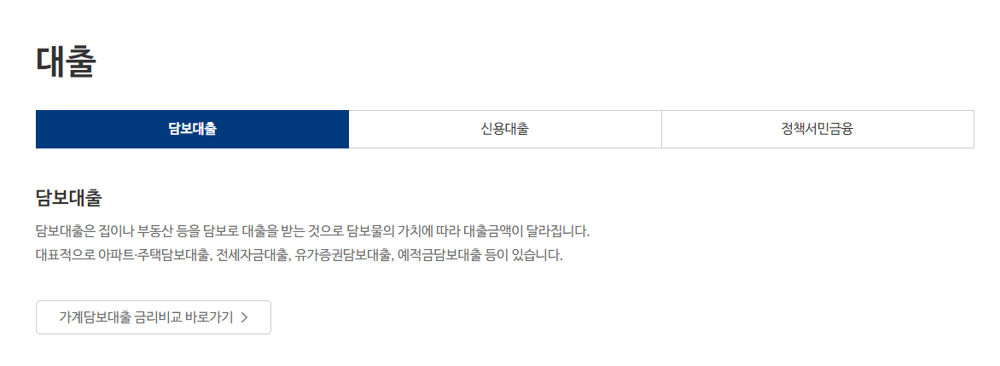 대출
담보대출
신용대출
정책서민금융
담보대출
담보대출은 집이나 부동산 등을 담보로 대출을 받는 것으로 담보물의 가치에 따라 대출금액이 달라집니다.
대표적으로 아파트·주택담보대출, 전세자금대출, 유가증권담보대출, 예적금담보대출 등이 있습니다.
가계담보대출 금리비교 바로가기 >